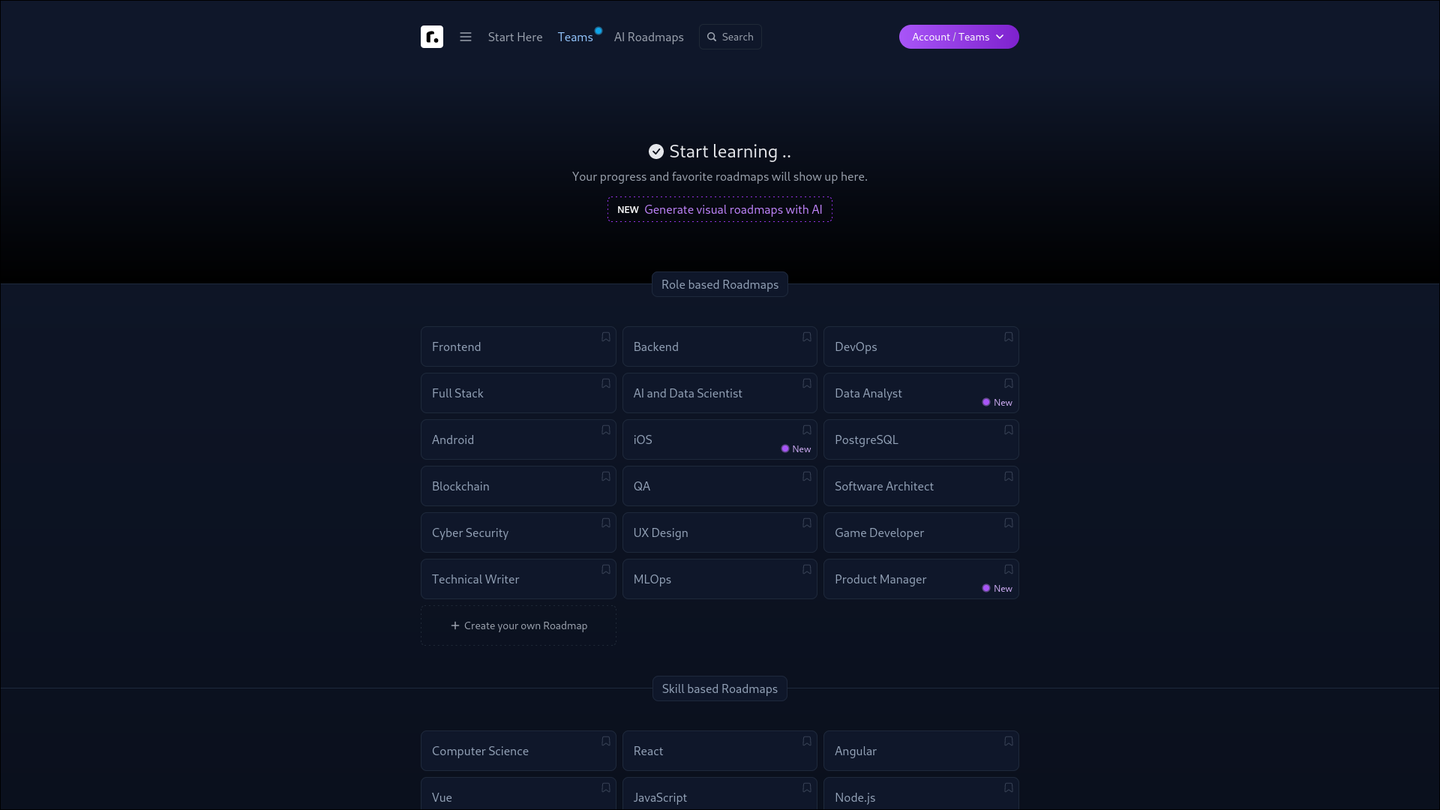 r.
Start Here
Teams
AI Roadmaps
Search
Account / Teams
Start learning ..
Your progress and favorite roadmaps will show up here.
NEW Generate visual roadmaps with AI
Role based Roadmaps
Frontend
Backend
DevOps
Full Stack
AI and Data Scientist
Data Analyst
New
Android
iOS
New
PostgreSQL
Blockchain
QA
Software Architect
Cyber Security
UX Design
Game Developer
Technical Writer
MLOps
Product Manager
New
+ Create your own Roadmap
Skill based Roadmaps
Computer Science
React
Angular
Vue
JavaScript
Node.js